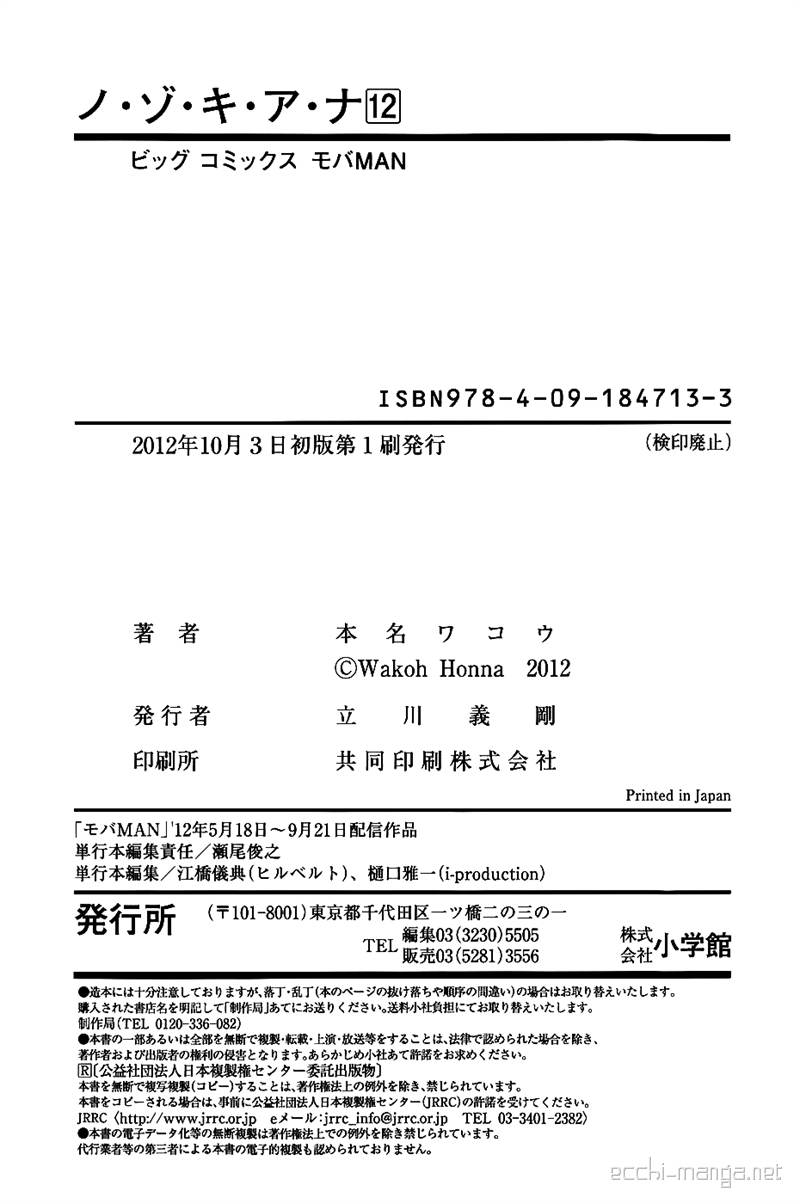 ノ・ゾ・キ・ア・ナ12
ビッグ コミックス モバMAN
ISBN978-4-09-184713-3
2012年10月3日初版第1刷発行 (検印廃止)
著者 本名ワコウ
©Wakoh Honna 2012
発行者 立川義剛
印刷所 共同印刷株式会社
Printed in Japan
「モバMAN」'12年5月18日～9月21日配信作品
単行本編集責任／瀬尾俊之
単行本編集／江橋儀典(ヒルベルト)、樋口雅一(i-production)
発行所 (〒101-8001)東京都千代田区一ツ橋二の三の一
TEL 編集03(3230)5505
販売03(5281)3556
株式会社 小学館
●造本には十分注意しておりますが、落丁・乱丁(本のページの抜け落ちや順序の間違い)の場合はお取り替えいたします。
購入された書店名を明記して「制作局」あてにお送りください。送料小社負担にてお取り替えいたします。
制作局(TEL 0120-336-082)
●本書の一部あるいは全部を無断で複製・転載・上演・放送等をすることは、法律で認められた場合を除き、
著作者および出版者の権利の侵害となります。あらかじめ小社あて許諾をお求めください。
R〔公益社団法人日本複製権センター委託出版物〕
本書を無断で複写複製(コピー)することは、著作権法上の例外を除き、禁じられています。
本書をコピーされる場合は、事前に公益社団法人日本複製権センター(JRRC)の許諾を受けてください。
JRRC〈http://www.jrrc.or.jp eメール:jrrc_info@jrrc.or.jp TEL 03-3401-2382〉
●本書の電子データ化等の無断複製は著作権法上での例外を除き禁じられています。
代行業者等の第三者による本書の電子的複製も認められておりません。
ecchi-manga.net